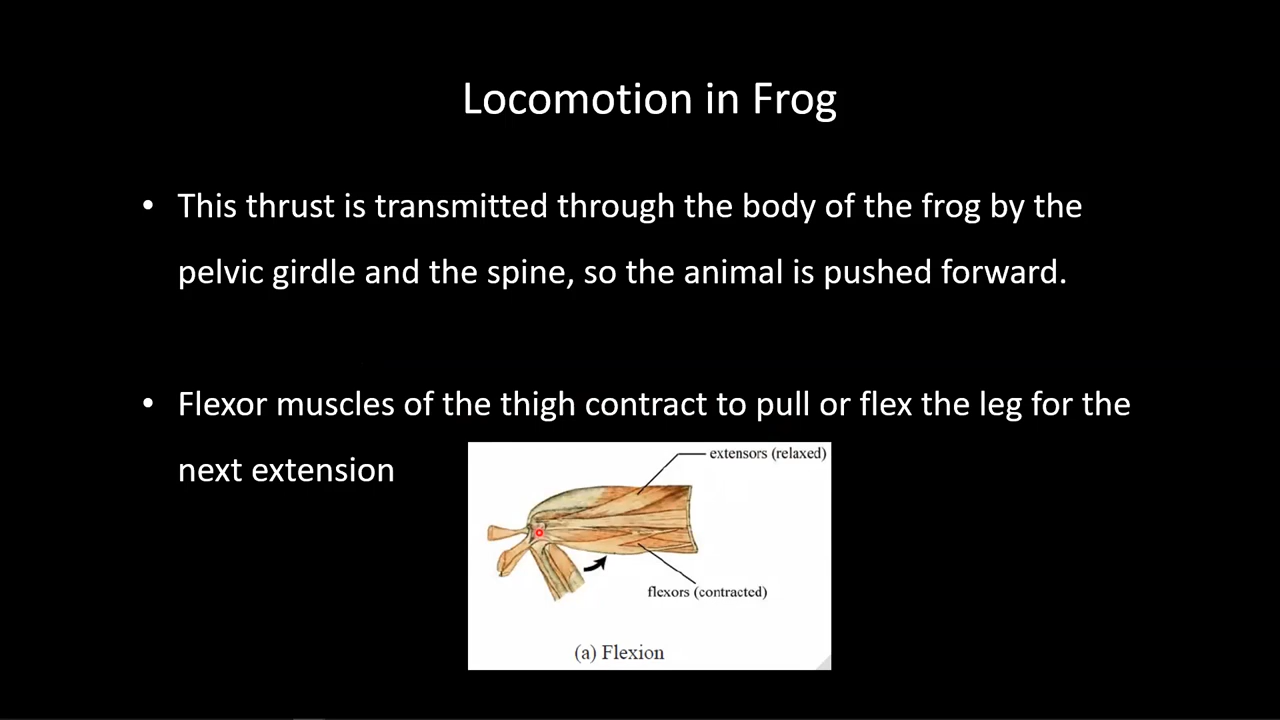 Locomotion in Frog
• This thrust is transmitted through the body of the frog by the
pelvic girdle and the spine, so the animal is pushed forward.
• Flexor muscles of the thigh contract to pull or flex the leg for the
next extension
extensors (relaxed)
flexors (contracted)
(a) Flexion